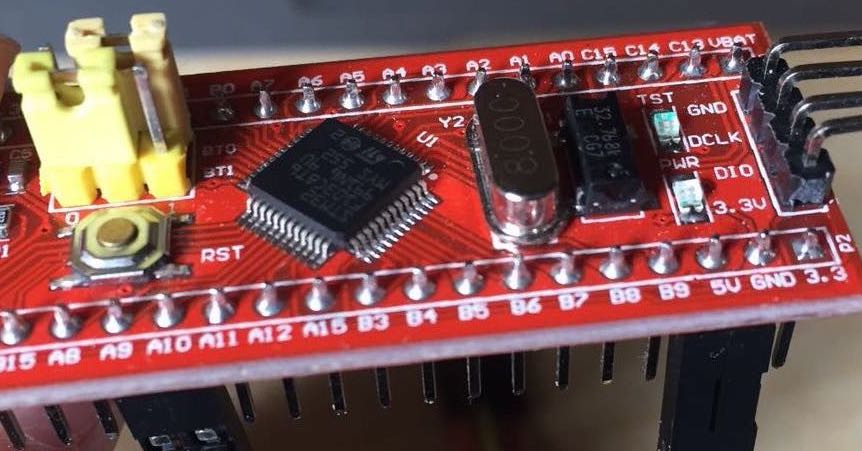 B0 A7 A6 A5 A4 A3 A2 A1 A0 C15 C14 C13 VBAT
TST
GND
DCLK
PWR
DIO
3.3V
Y2
U1
8.00C
BT0
BT1
RST
B15 A8 A9 A10 A11 A12 A15 B3 B4 B5 B6 B7 B8 B9 5V GND 3.3
P2